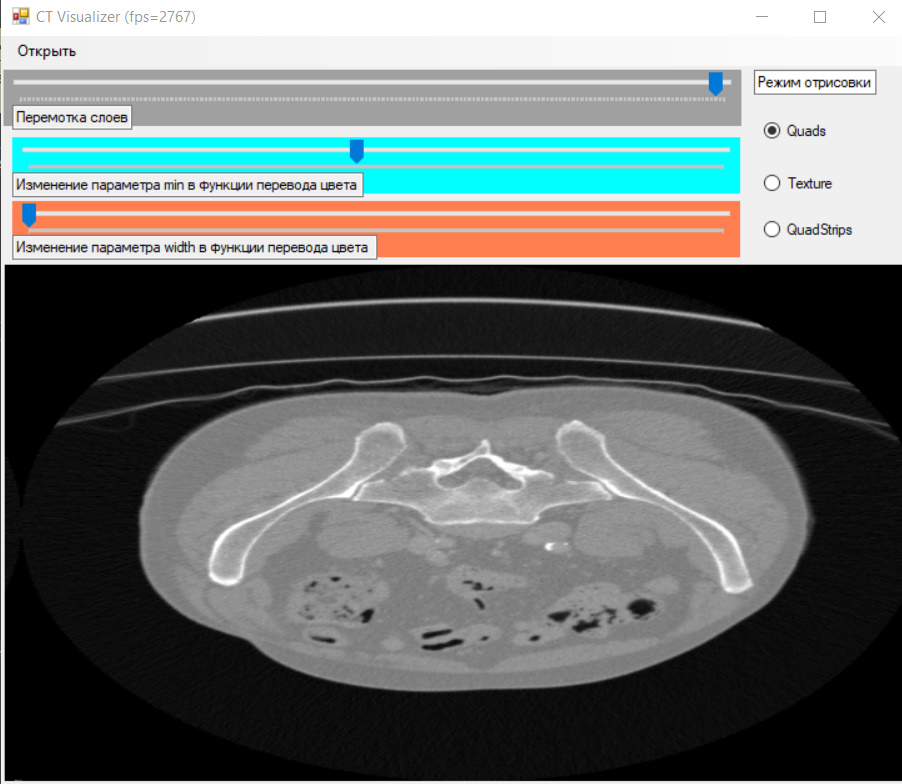 CT Visualizer (fps=2767)
Открыть
Перемотка слоев
Изменение параметра min в функции перевода цвета
Изменение параметра width в функции перевода цвета
Режим отрисовки
Quads
Texture
QuadStrips